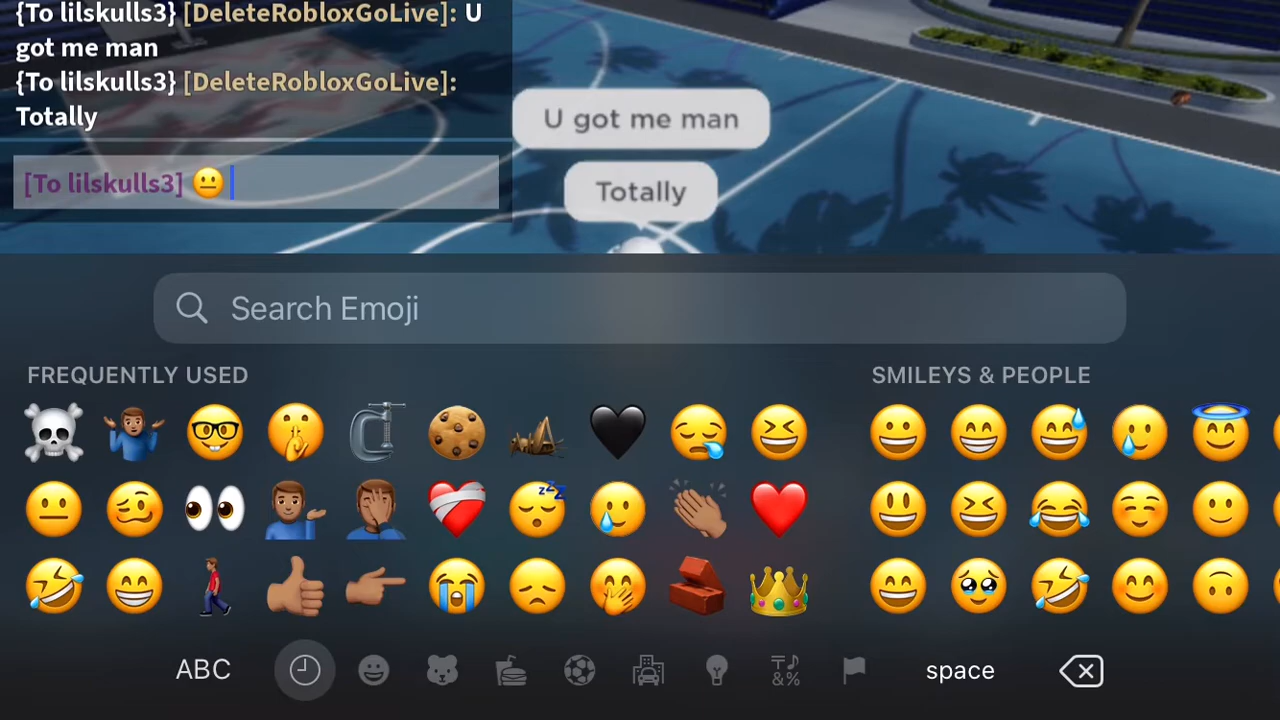 {To lilskulls3} [DeleteRobloxGoLive]: U
got me man
{To lilskulls3} [DeleteRobloxGoLive]:
Totally
[To lilskulls3] 😐
U got me man
Totally
Search Emoji
FREQUENTLY USED
SMILEYS & PEOPLE
ABC
space